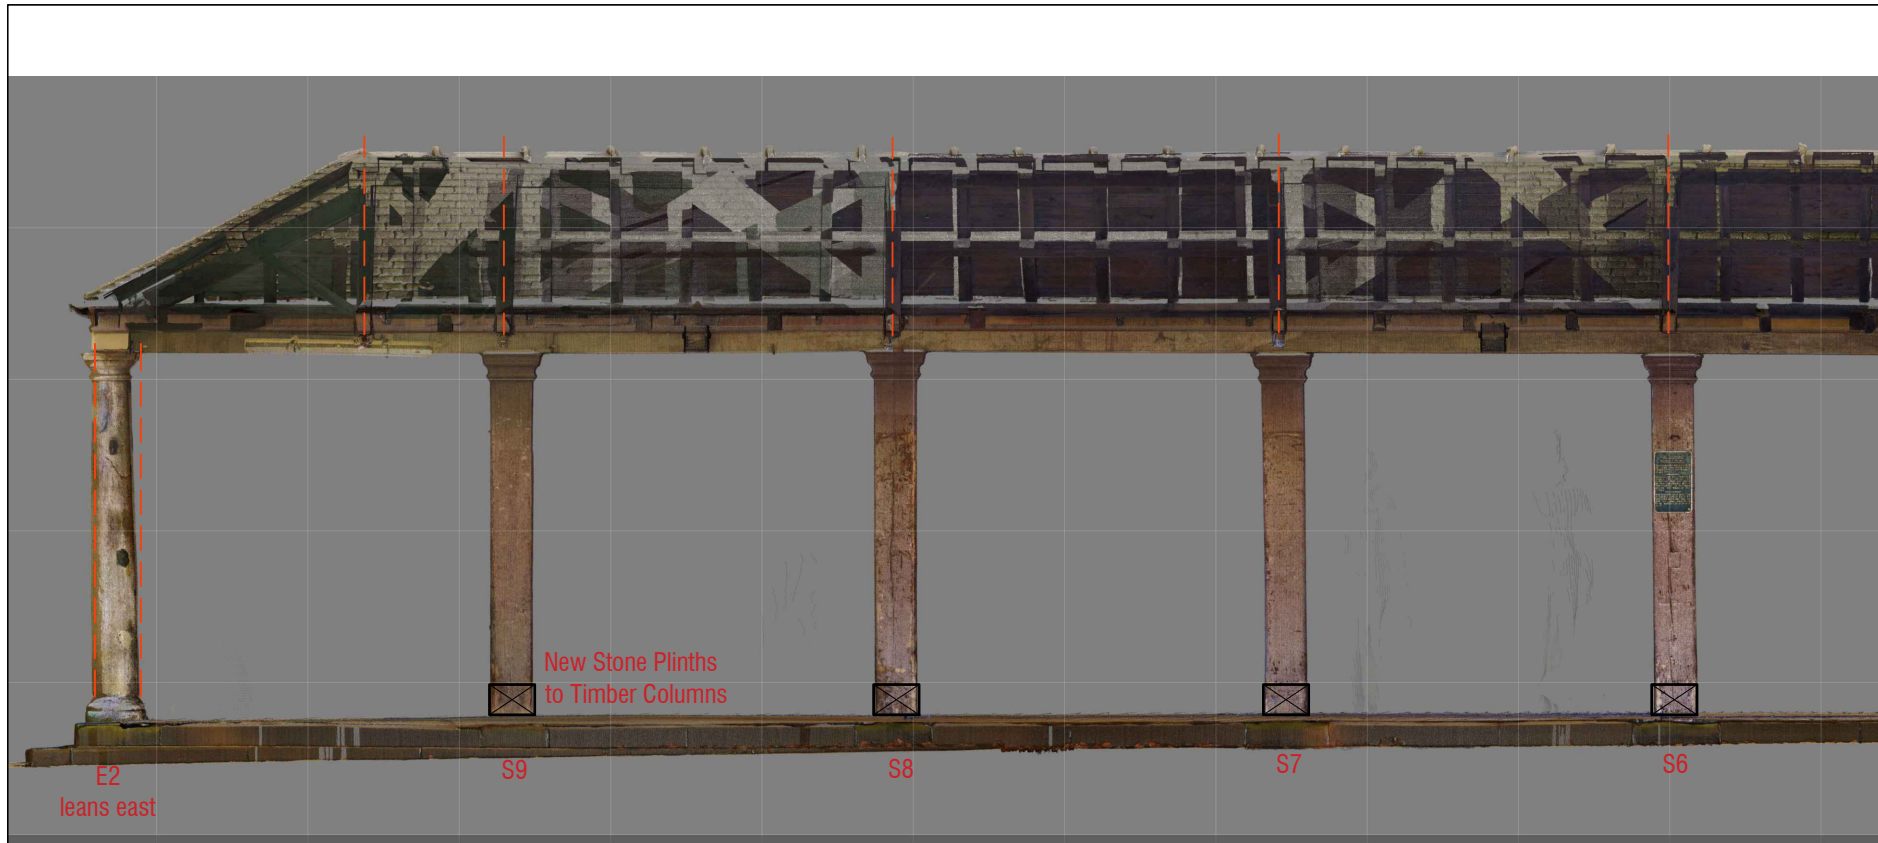 New Stone Plinths
to Timber Columns
E2
leans east
S9
S8
S7
S6